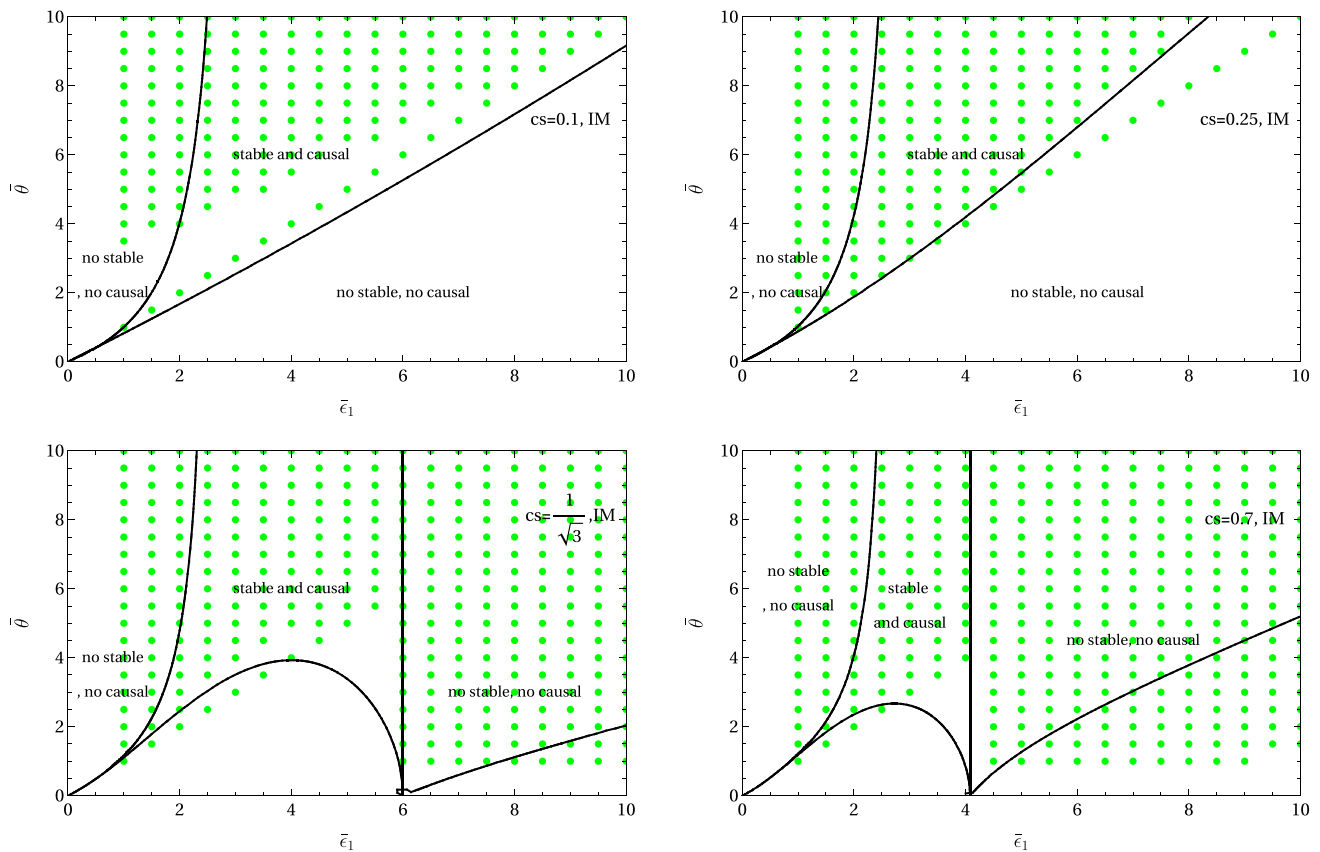 10
8
6
4
2
0
θ̄
cs=0.1, IM
stable and causal
no stable
, no causal
no stable, no causal
0 2 4 6 8 10
ϵ̄₁
10
8
6
4
2
0
θ̄
cs=0.25, IM
stable and causal
no stable
, no causal
no stable, no causal
0 2 4 6 8 10
ϵ̄₁
10
8
6
4
2
0
θ̄
cs=1/√3,IM
stable and causal
no stable
, no causal
no stable, no causal
0 2 4 6 8 10
ϵ̄₁
10
8
6
4
2
0
θ̄
cs=0.7, IM
no stable
, no causal
stable
and causal
no stable, no causal
0 2 4 6 8 10
ϵ̄₁